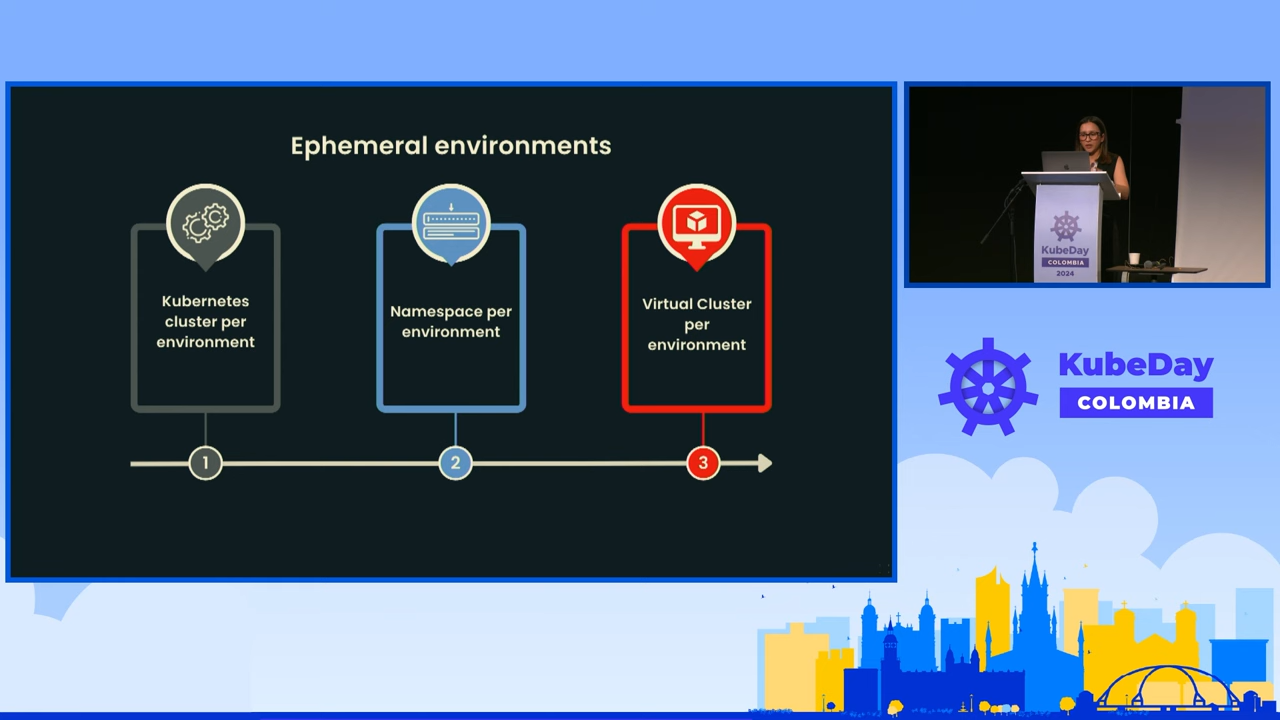 Ephemeral environments
Kubernetes
cluster per
environment
Namespace per
environment
Virtual Cluster
per
environment
1
2
3
KubeDay
COLOMBIA
2024
KubeDay
COLOMBIA